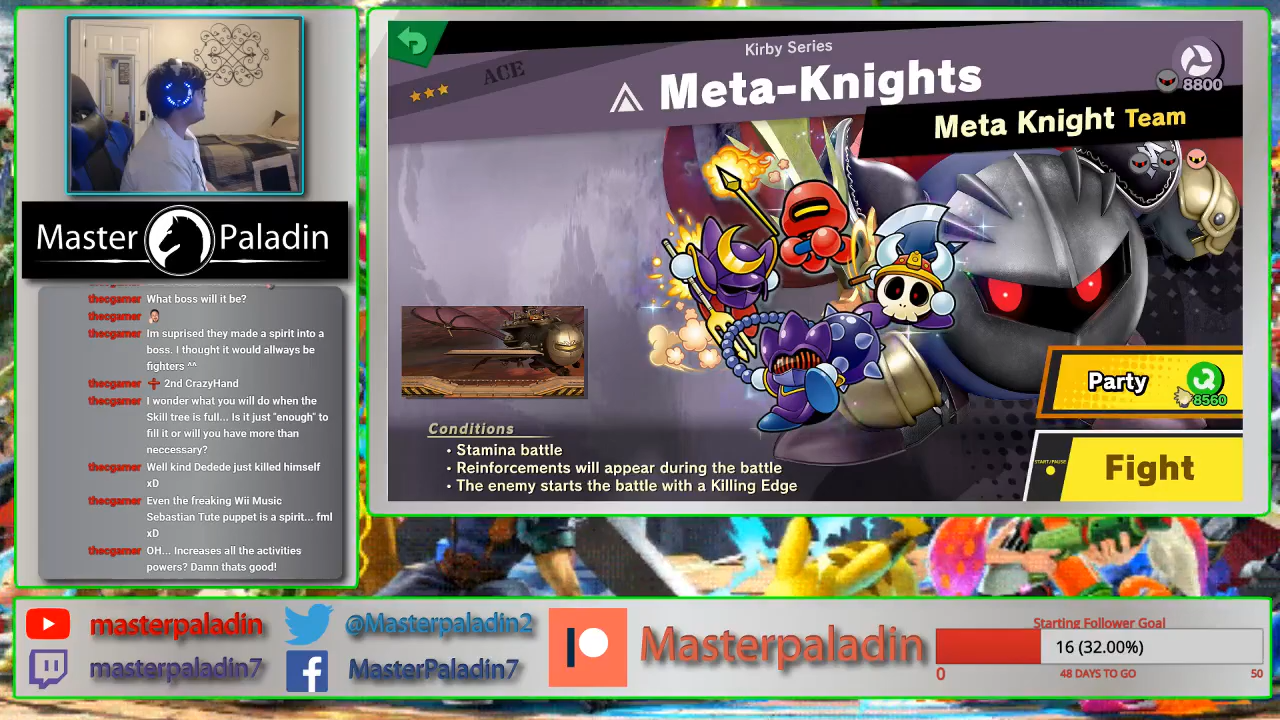 Master Paladin
thecgamer What boss will it be?
thecgamer
thecgamer Im suprised they made a spirit into a
boss. I thought it would allways be
fighters ^^
thecgamer 2nd CrazyHand
thecgamer I wonder what you will do when the
Skill tree is full... Is it just "enough" to
fill it or will you have more than
neccessary?
thecgamer Well kind Dedede just killed himself
xD
thecgamer Even the freaking Wii Music
Sebastian Tute puppet is a spirit... fml
xD
thecgamer OH... Increases all the activities
powers? Damn thats good!
ACE
Kirby Series
Meta-Knights
8800
Meta Knight Team
Conditions
• Stamina battle
• Reinforcements will appear during the battle
• The enemy starts the battle with a Killing Edge
Party
8560
START/PAUSE
Fight
masterpaladin
@Masterpaladin2
masterpaladin7
MasterPaladin7
Masterpaladin
Starting Follower Goal
16 (32.00%)
0
48 DAYS TO GO
50